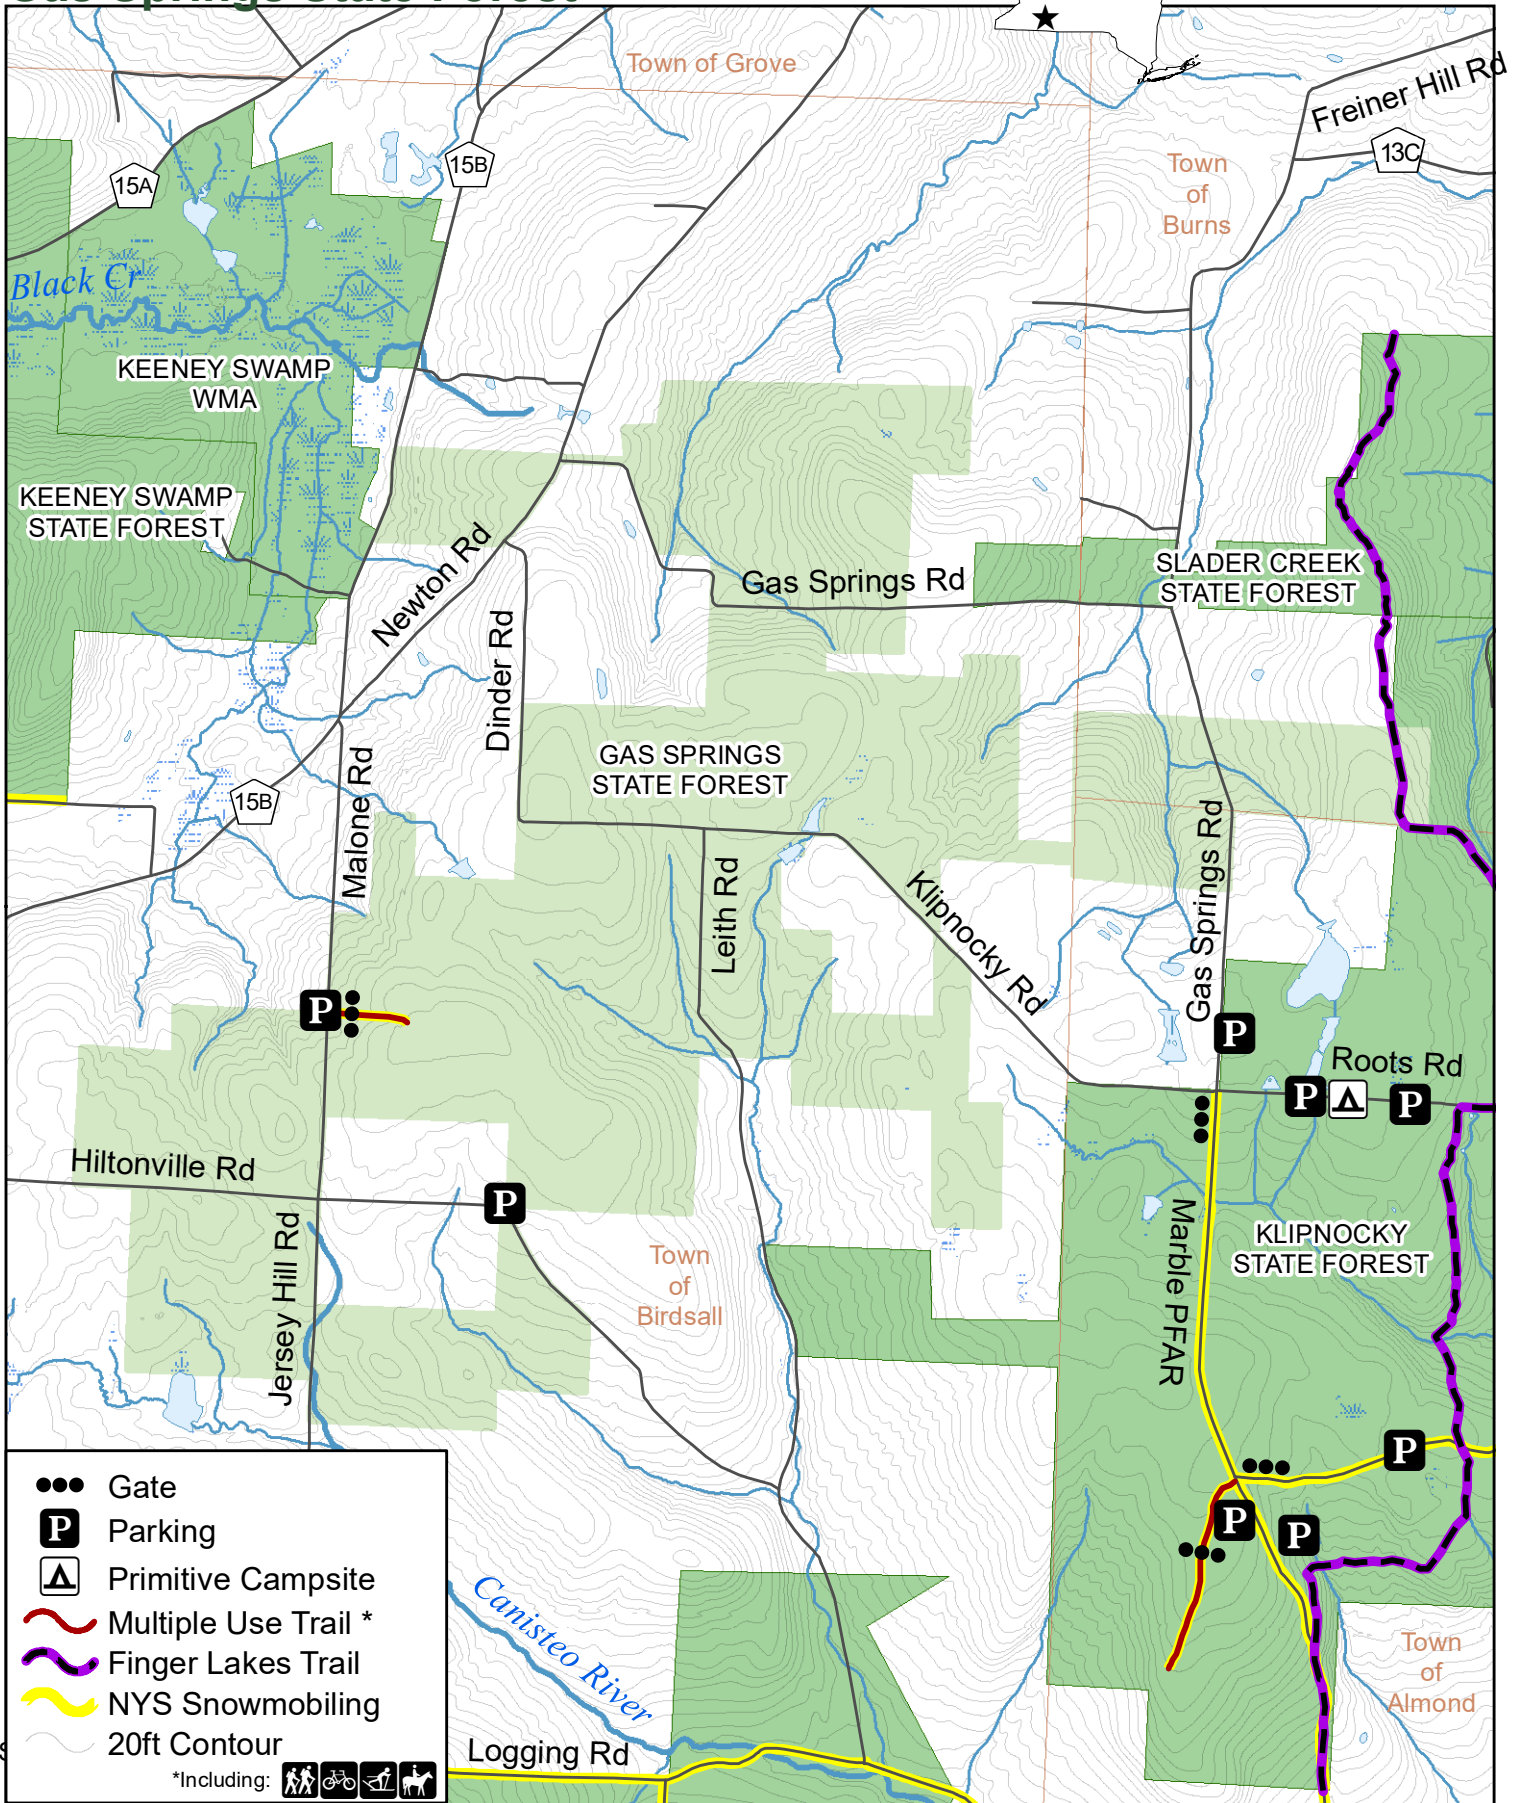 Gas Springs State Forest
Town of Grove
Freiner Hill Rd
13C
15B
15A
Town
of
Burns
Black Cr
KEENEY SWAMP
WMA
KEENEY SWAMP
STATE FOREST
Newton Rd
Gas Springs Rd
SLADER CREEK
STATE FOREST
Dinder Rd
GAS SPRINGS
STATE FOREST
15B
Malone Rd
Leith Rd
Klipnocky Rd
Gas Springs Rd
P
P
Roots Rd
P
P
Hiltonville Rd
P
Jersey Hill Rd
Town
of
Birdsall
Marble PFAR
KLIPNOCKY
STATE FOREST
P
P
P
Canisteo River
Town
of
Almond
Logging Rd
Gate
P Parking
Primitive Campsite
Multiple Use Trail *
Finger Lakes Trail
NYS Snowmobiling
20ft Contour
*Including: